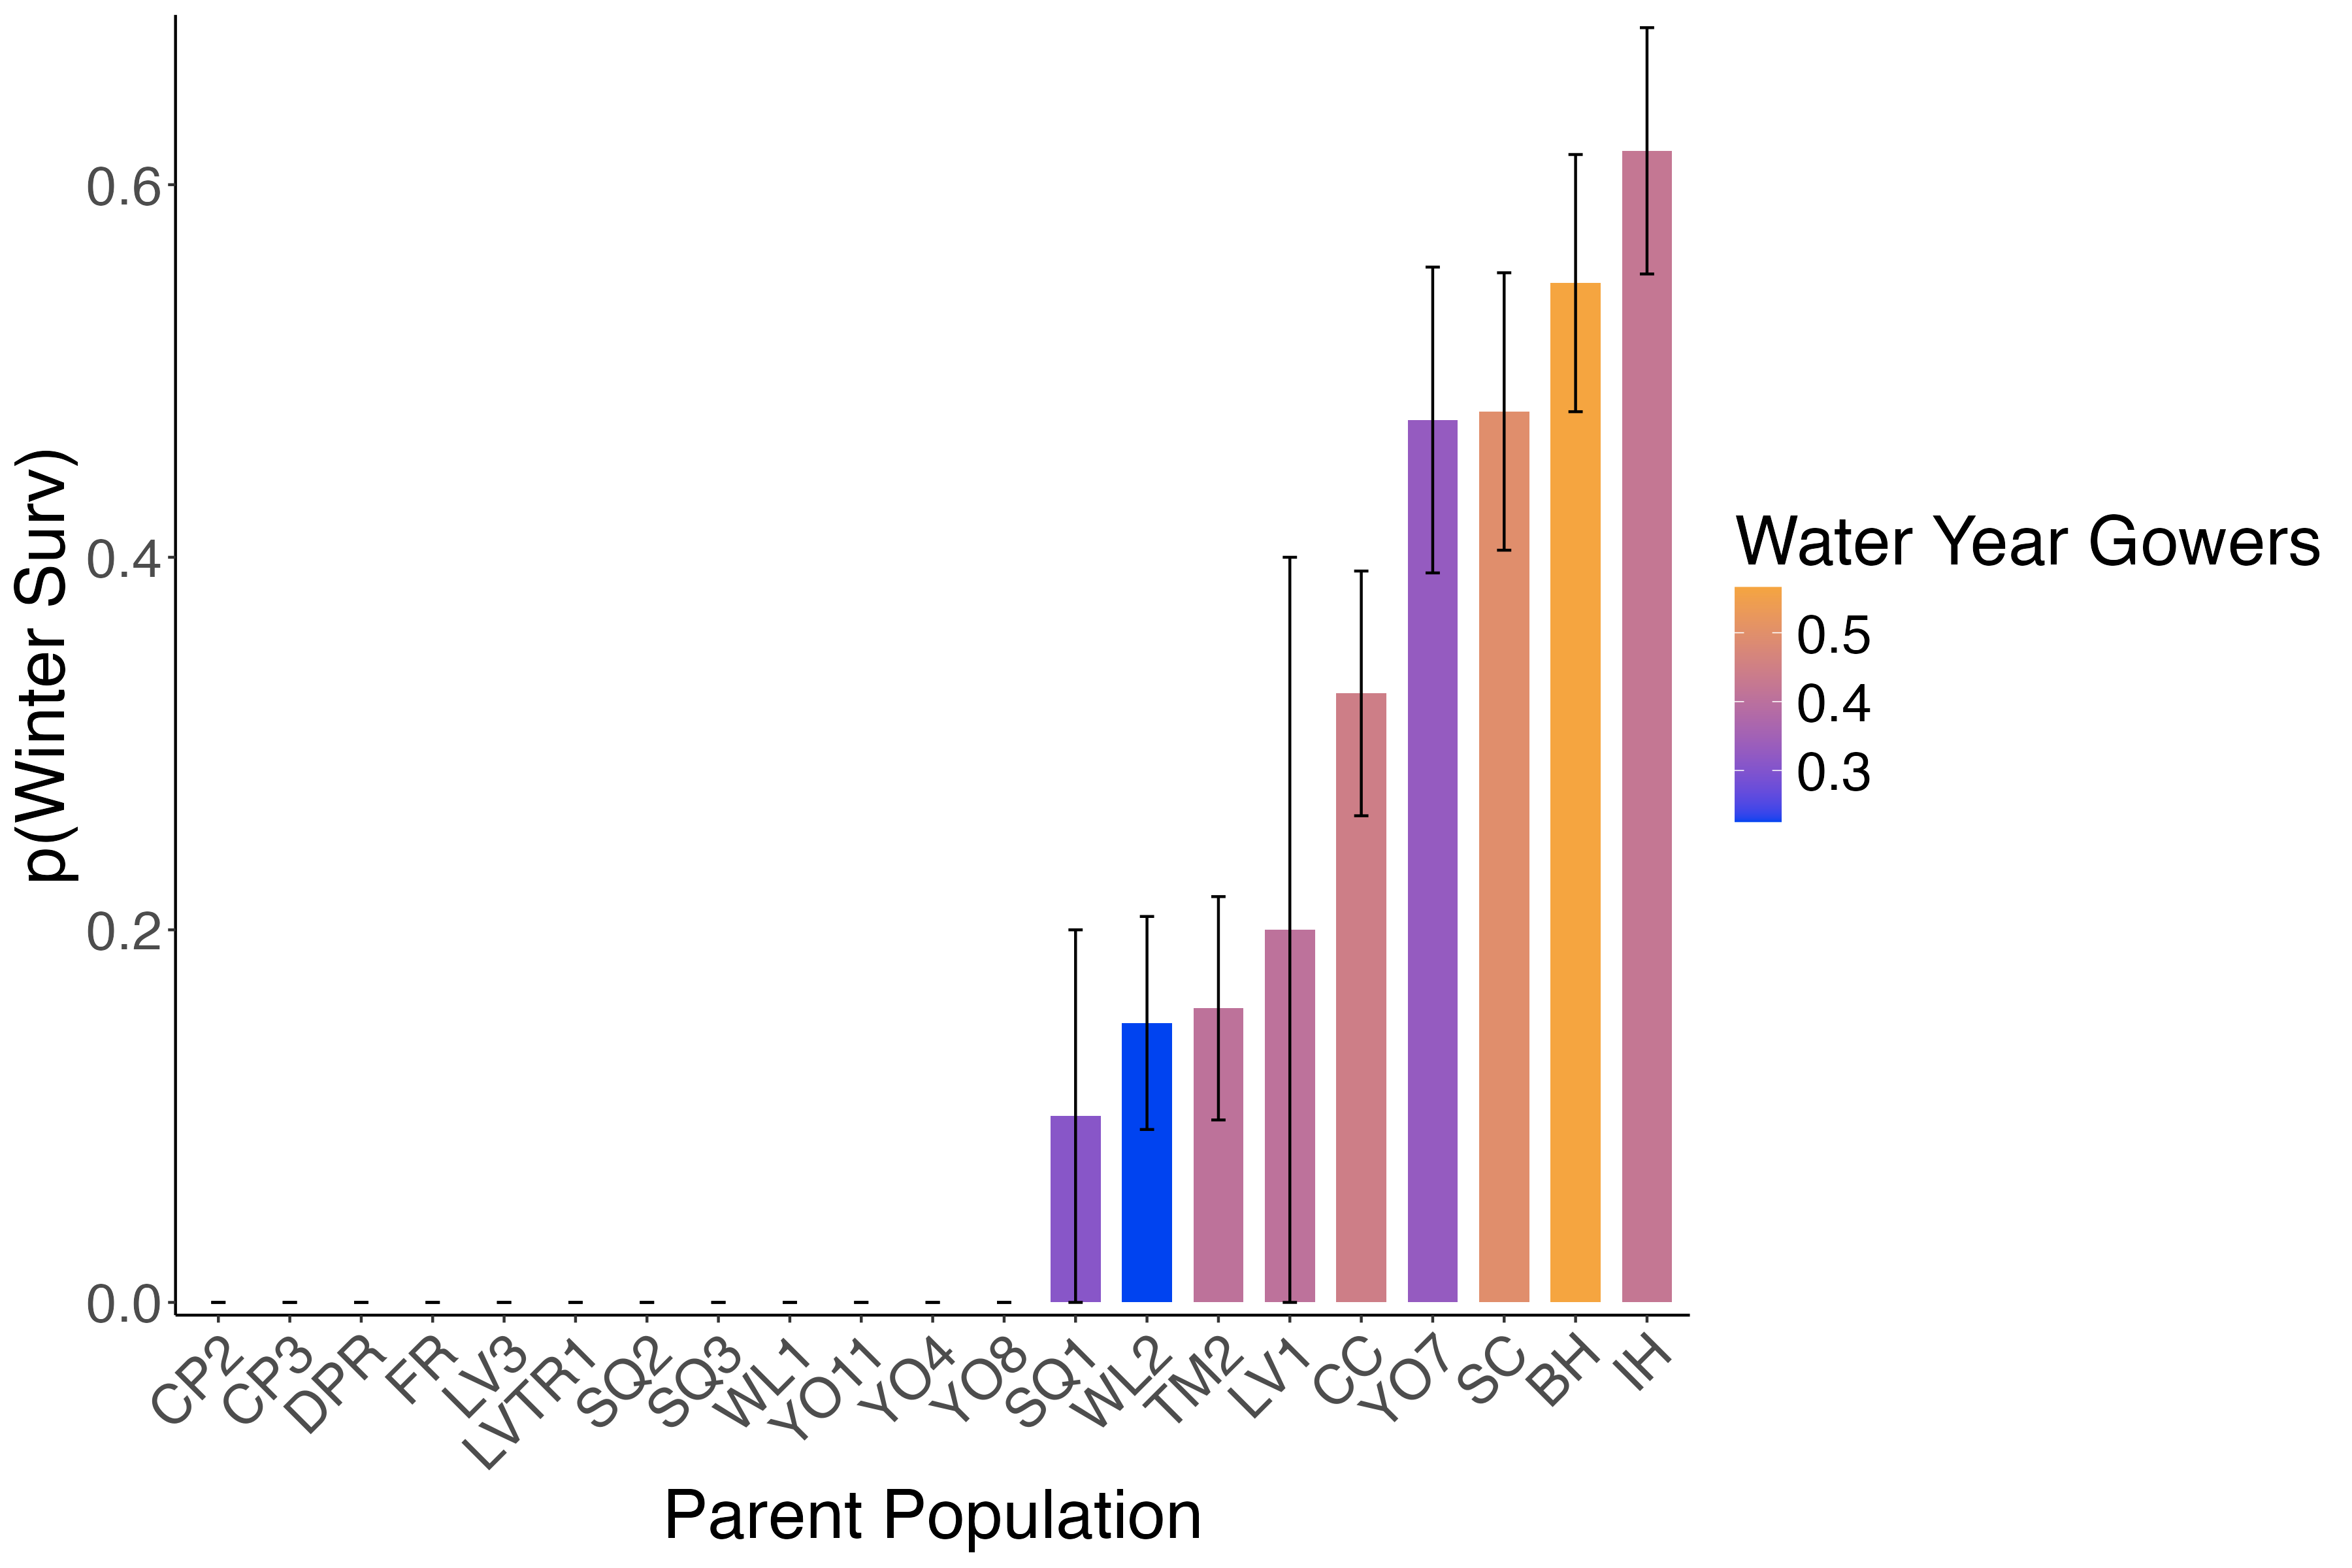 p(Winter Surv)
0.6
0.4
0.2
0.0
CP2
CP3
DPR
FR
LV3
LVTR1
SQ2
SQ3
WL1
YO11
YO4
YO8
SQ1
WL2
TM2
LV1
CC
YO7
SC
BH
IH
Parent Population
Water Year Gowers
0.5
0.4
0.3